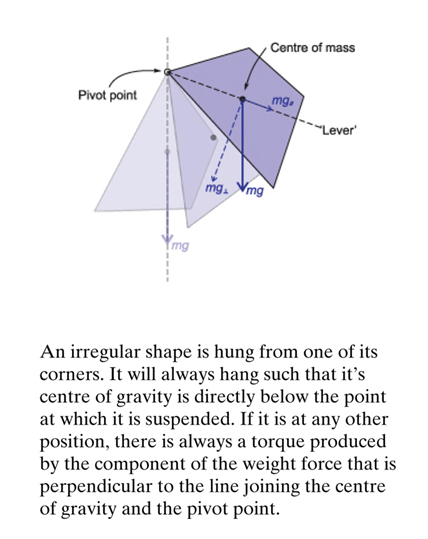 Centre of mass
Pivot point
mg//
'Lever'
mg⊥
mg
mg
An irregular shape is hung from one of its
corners. It will always hang such that it's
centre of gravity is directly below the point
at which it is suspended. If it is at any other
position, there is always a torque produced
by the component of the weight force that is
perpendicular to the line joining the centre
of gravity and the pivot point.